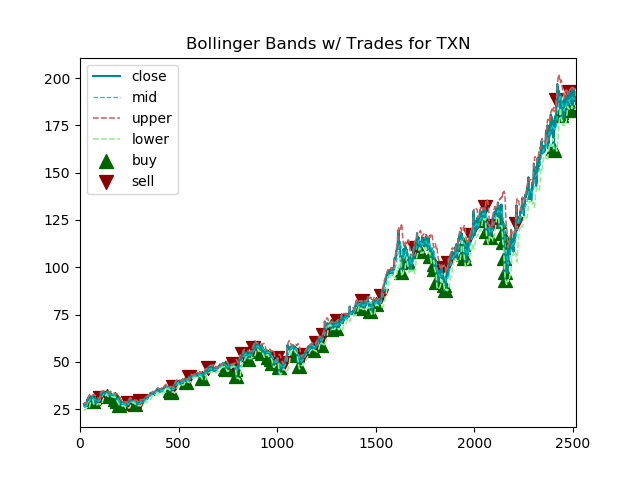 Bollinger Bands w/ Trades for TXN
close
mid
upper
lower
buy
sell
200
175
150
125
100
75
50
25
0 500 1000 1500 2000 2500